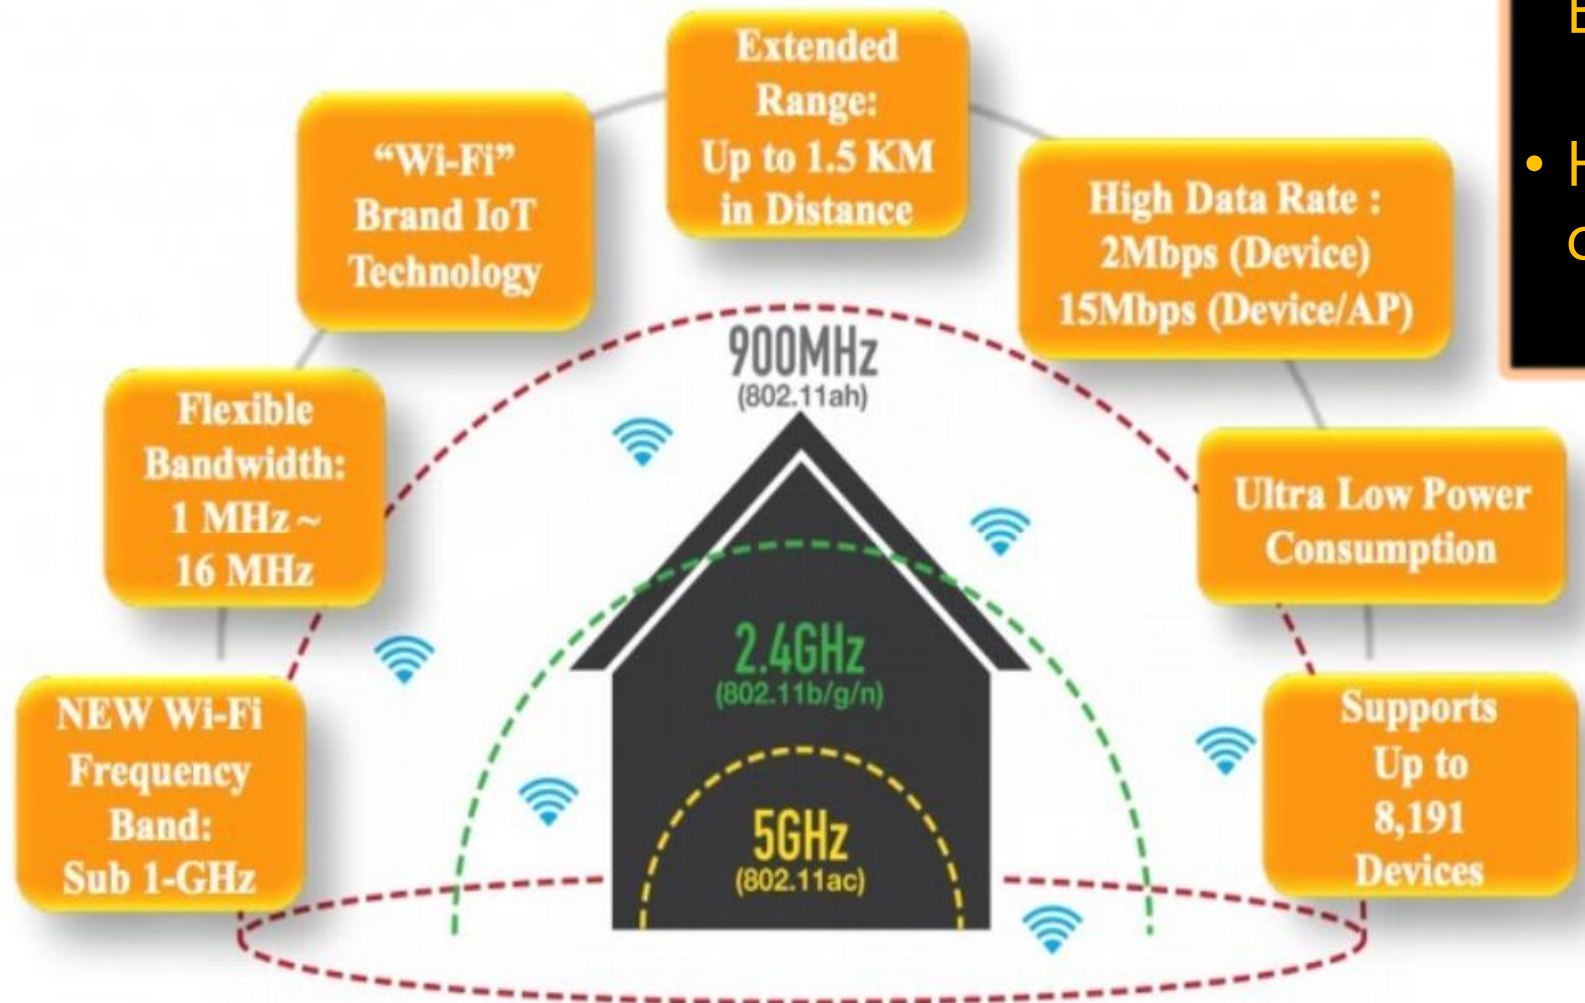 Extended
Range:
Up to 1.5 KM
in Distance
“Wi-Fi”
Brand IoT
Technology
High Data Rate :
2Mbps (Device)
15Mbps (Device/AP)
Flexible
Bandwidth:
1 MHz ~
16 MHz
Ultra Low Power
Consumption
NEW Wi-Fi
Frequency
Band:
Sub 1-GHz
Supports
Up to
8,191
Devices
900MHz
(802.11ah)
2.4GHz
(802.11b/g/n)
5GHz
(802.11ac)